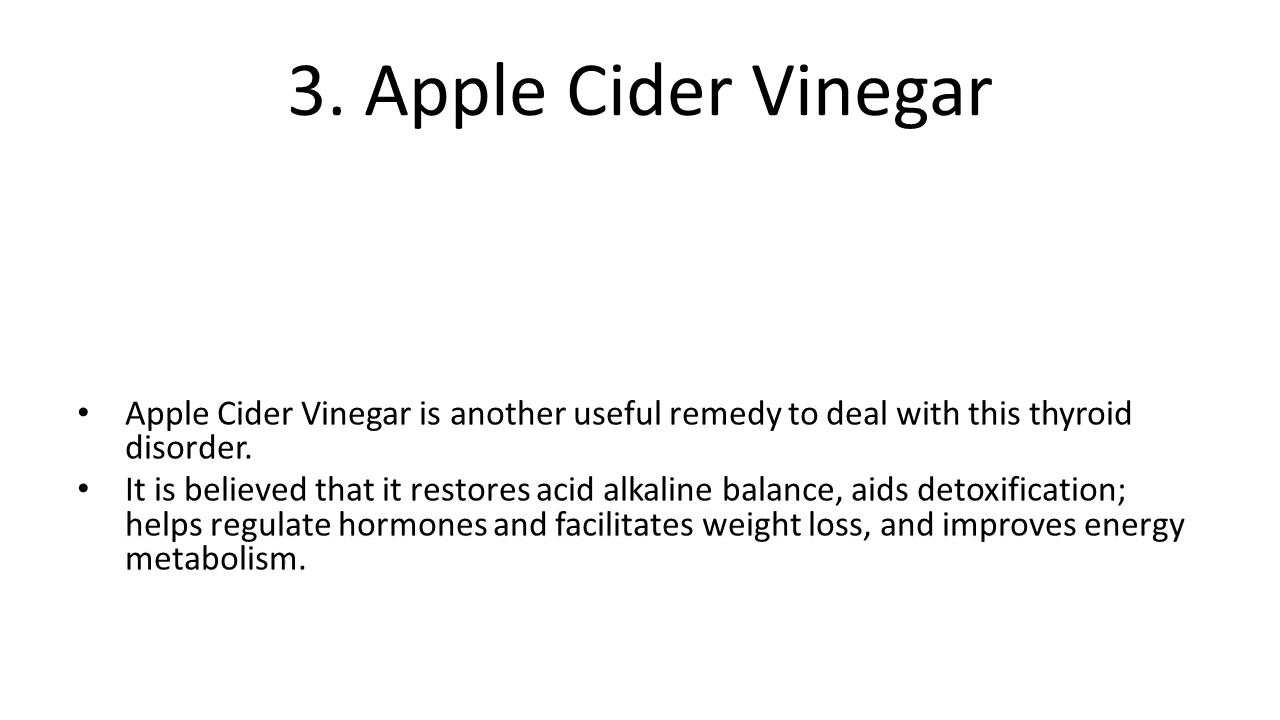 3. Apple Cider Vinegar
• Apple Cider Vinegar is another useful remedy to deal with this thyroid
disorder.
• It is believed that it restores acid alkaline balance, aids detoxification;
helps regulate hormones and facilitates weight loss, and improves energy
metabolism.